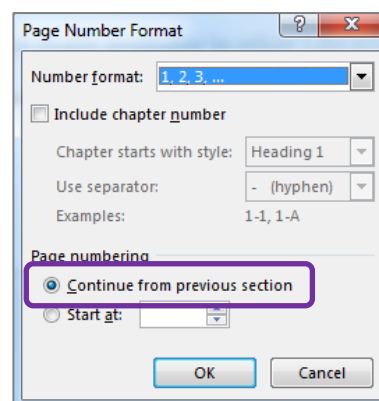 Page Number Format
Number format: 1, 2, 3, ...
Include chapter number
Chapter starts with style: Heading 1
Use separator: - (hyphen)
Examples: 1-1, 1-A
Page numbering
Continue from previous section
Start at:
OK Cancel